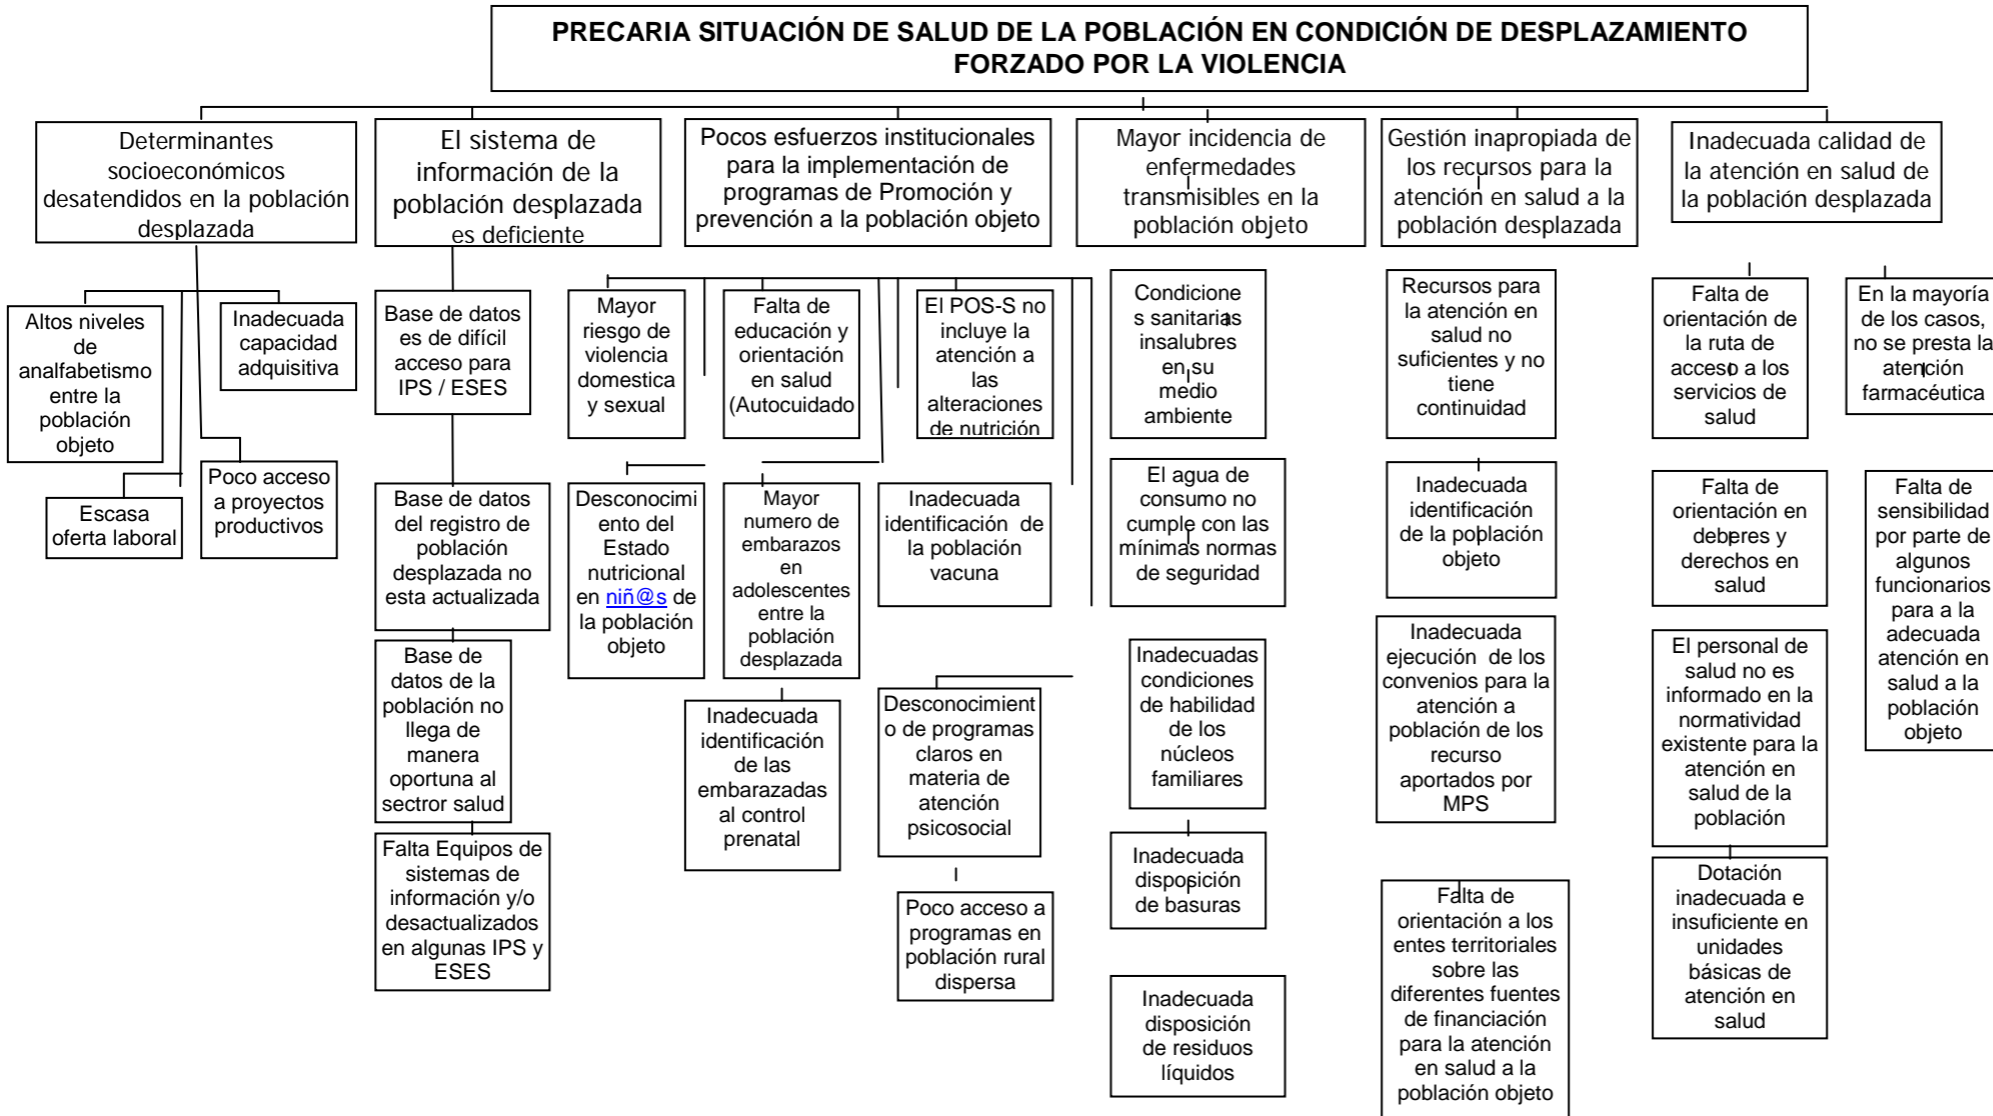 PRECARIA SITUACIÓN DE SALUD DE LA POBLACIÓN EN CONDICIÓN DE DESPLAZAMIENTO
FORZADO POR LA VIOLENCIA
Determinantes
socioeconómicos
desatendidos en la población
desplazada
El sistema de
información de la
población desplazada
es deficiente
Pocos esfuerzos institucionales
para la implementación de
programas de Promoción y
prevención a la población objeto
Mayor incidencia de
enfermedades
transmisibles en la
población objeto
Gestión inapropiada de
los recursos para la
atención en salud a la
población desplazada
Inadecuada calidad de
la atención en salud de
la población desplazada
Altos niveles
de
analfabetismo
entre la
población
objeto
Inadecuada
capacidad
adquisitiva
Escasa
oferta laboral
Poco acceso
a proyectos
productivos
Base de datos
es de difícil
acceso para
IPS / ESES
Base de datos
del registro de
población
desplazada no
esta actualizada
Base de
datos de la
población no
llega de
manera
oportuna al
sectror salud
Falta Equipos de
sistemas de
información y/o
desactualizados
en algunas IPS y
ESES
Mayor
riesgo de
violencia
domestica
y sexual
Falta de
educación y
orientación
en salud
(Autocuidado
El POS-S no
incluye la
atención a
las
alteraciones
de nutrición
Desconocimi
ento del
Estado
nutricional
en niñ@s de
la población
objeto
Mayor
numero de
embarazos
en
adolescentes
entre la
población
desplazada
Inadecuada
identificación de
la población
vacuna
Inadecuada
identificación
de las
embarazadas
al control
prenatal
Desconocimient
o de programas
claros en
materia de
atención
psicosocial
Poco acceso a
programas en
población rural
dispersa
Condicione
s sanitarias
insalubres
en su
medio
ambiente
El agua de
consumo no
cumple con las
mínimas normas
de seguridad
Inadecuadas
condiciones
de habilidad
de los
núcleos
familiares
Inadecuada
disposición
de basuras
Inadecuada
disposición
de residuos
líquidos
Recursos para
la atención en
salud no
suficientes y no
tiene
continuidad
Inadecuada
identificación
de la población
objeto
Inadecuada
ejecución de los
convenios para la
atención a
población de los
recurso
aportados por
MPS
Falta de
orientación a los
entes territoriales
sobre las
diferentes fuentes
de financiación
para la atención
en salud a la
población objeto
Falta de
orientación de
la ruta de
acceso a los
servicios de
salud
Falta de
orientación en
deberes y
derechos en
salud
El personal de
salud no es
informado en la
normatividad
existente para la
atención en
salud de la
población
Dotación
inadecuada e
insuficiente en
unidades
básicas de
atención en
salud
En la mayoría
de los casos,
no se presta la
atención
farmacéutica
Falta de
sensibilidad
por parte de
algunos
funcionarios
para a la
adecuada
atención en
salud a la
población
objeto